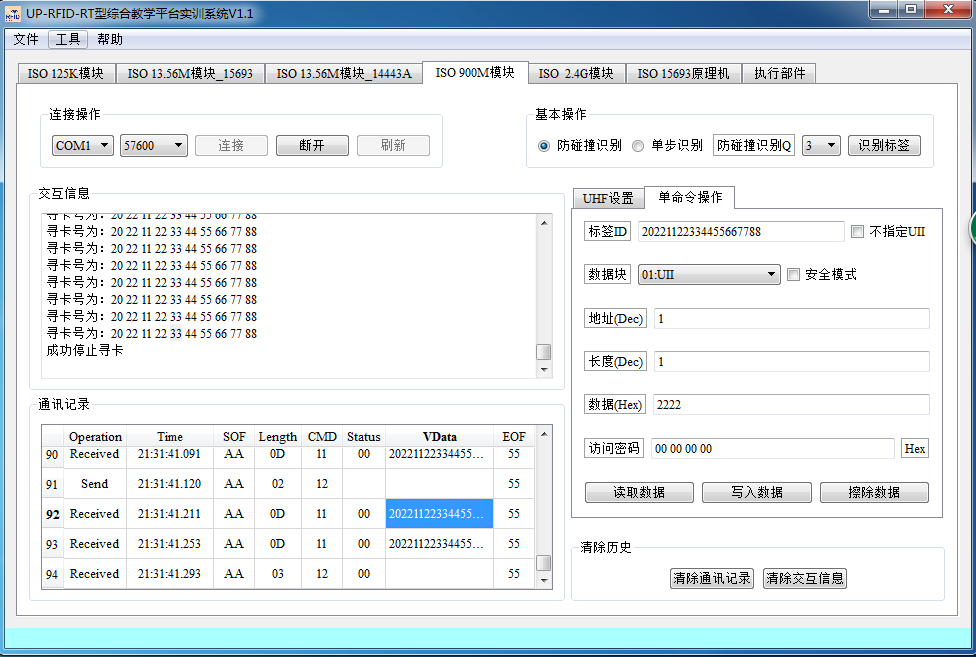 UP-RFID-RT型综合教学平台实训系统V1.1
文件 工具 帮助
ISO 125K模块 ISO 13.56M模块_15693 ISO 13.56M模块_14443A ISO 900M模块 ISO 2.4G模块 ISO 15693原理机 执行部件
连接操作
COM1 57600 连接 断开 刷新
基本操作
防碰撞识别 单步识别 防碰撞识别Q 3 识别标签
交互信息
寻卡号为: 20 22 11 22 33 44 55 66 77 88
寻卡号为: 20 22 11 22 33 44 55 66 77 88
寻卡号为: 20 22 11 22 33 44 55 66 77 88
寻卡号为: 20 22 11 22 33 44 55 66 77 88
寻卡号为: 20 22 11 22 33 44 55 66 77 88
寻卡号为: 20 22 11 22 33 44 55 66 77 88
寻卡号为: 20 22 11 22 33 44 55 66 77 88
寻卡号为: 20 22 11 22 33 44 55 66 77 88
成功停止寻卡
通讯记录
Operation Time SOF Length CMD Status VData EOF
90 Received 21:31:41.091 AA 0D 11 00 20221122334455... 55
91 Send 21:31:41.120 AA 02 12 55
92 Received 21:31:41.211 AA 0D 11 00 20221122334455... 55
93 Received 21:31:41.253 AA 0D 11 00 20221122334455... 55
94 Received 21:31:41.293 AA 03 12 00 55
UHF设置 单命令操作
标签ID 20221122334455667788 不指定UII
数据块 01:UII 安全模式
地址(Dec) 1
长度(Dec) 1
数据(Hex) 2222
访问密码 00 00 00 00 Hex
读取数据 写入数据 擦除数据
清除历史
清除通讯记录 清除交互信息